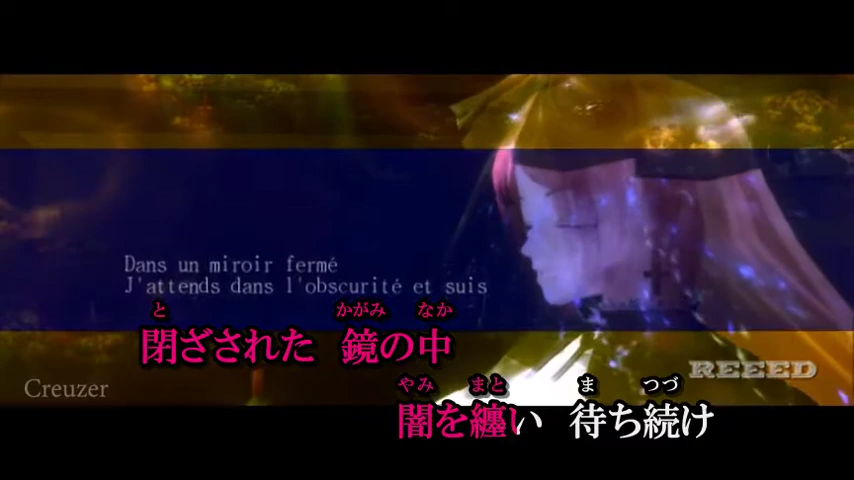 Dans un miroir fermé
J'attends dans l'obscurité et suis
と かがみ なか
閉ざされた 鏡の中
REEED
Creuzer
やみ まと ま つづ
闇を纏い 待ち続け